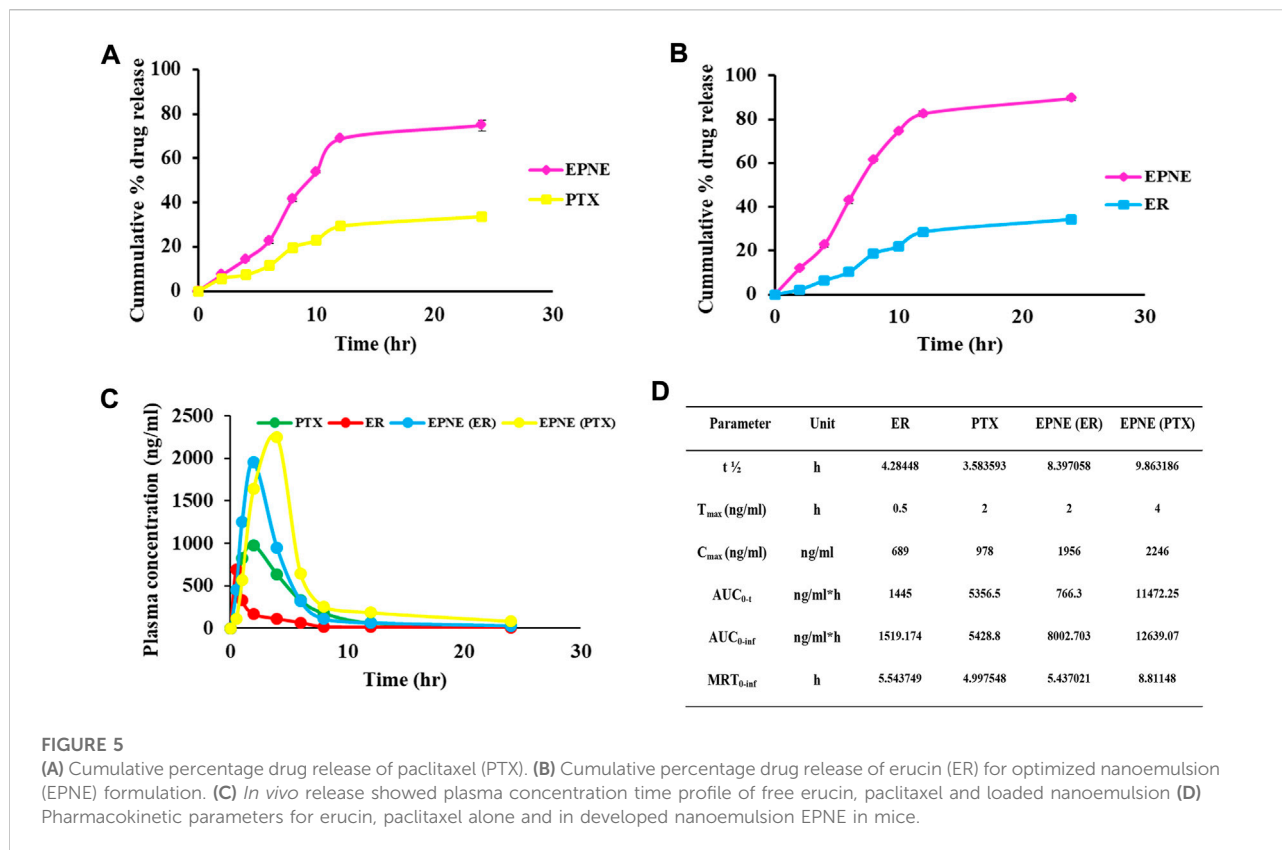 A
Cummulative % drug release
100
80
60
40
20
0
0
10
20
30
Time (hr)
EPNE
PTX
B
Cummulative % drug release
100
80
60
40
20
0
0
10
20
30
Time (hr)
EPNE
ER
C
PTX ER EPNE (ER) EPNE (PTX)
Plasma concentration (ng/ml)
2500
2000
1500
1000
500
0
0
10
20
30
Time (hr)
D
Parameter Unit ER PTX EPNE (ER) EPNE (PTX)
t ½ h 4.28448 3.583593 8.397058 9.863186
Tmax (ng/ml) h 0.5 2 2 4
Cmax (ng/ml) ng/ml 689 978 1956 2246
AUC0-t ng/ml*h 1445 5356.5 766.3 11472.25
AUC0-inf ng/ml*h 1519.174 5428.8 8002.703 12639.07
MRT0-inf h 5.543749 4.997548 5.437021 8.81148
FIGURE 5
(A) Cumulative percentage drug release of paclitaxel (PTX). (B) Cumulative percentage drug release of erucin (ER) for optimized nanoemulsion
(EPNE) formulation. (C) In vivo release showed plasma concentration time profile of free erucin, paclitaxel and loaded nanoemulsion (D)
Pharmacokinetic parameters for erucin, paclitaxel alone and in developed nanoemulsion EPNE in mice.